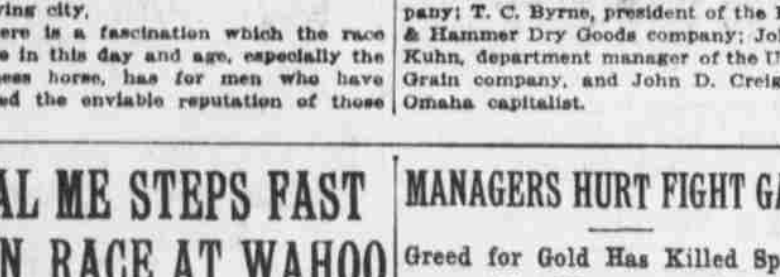 ring city.
ere is a fascination which the race
e in this day and age, especially the
ness horse, has for men who have
ed the enviable reputation of those
AL ME STEPS FAST
N RACE AT WAHOO
pany; T. C. Byrne, president of the
& Hammer Dry Goods company; Jo
Kuhn, department manager of the U
Grain company, and John D. Creig
Omaha capitalist.
MANAGERS HURT FIGHT GA
Greed for Gold Has Killed Sp